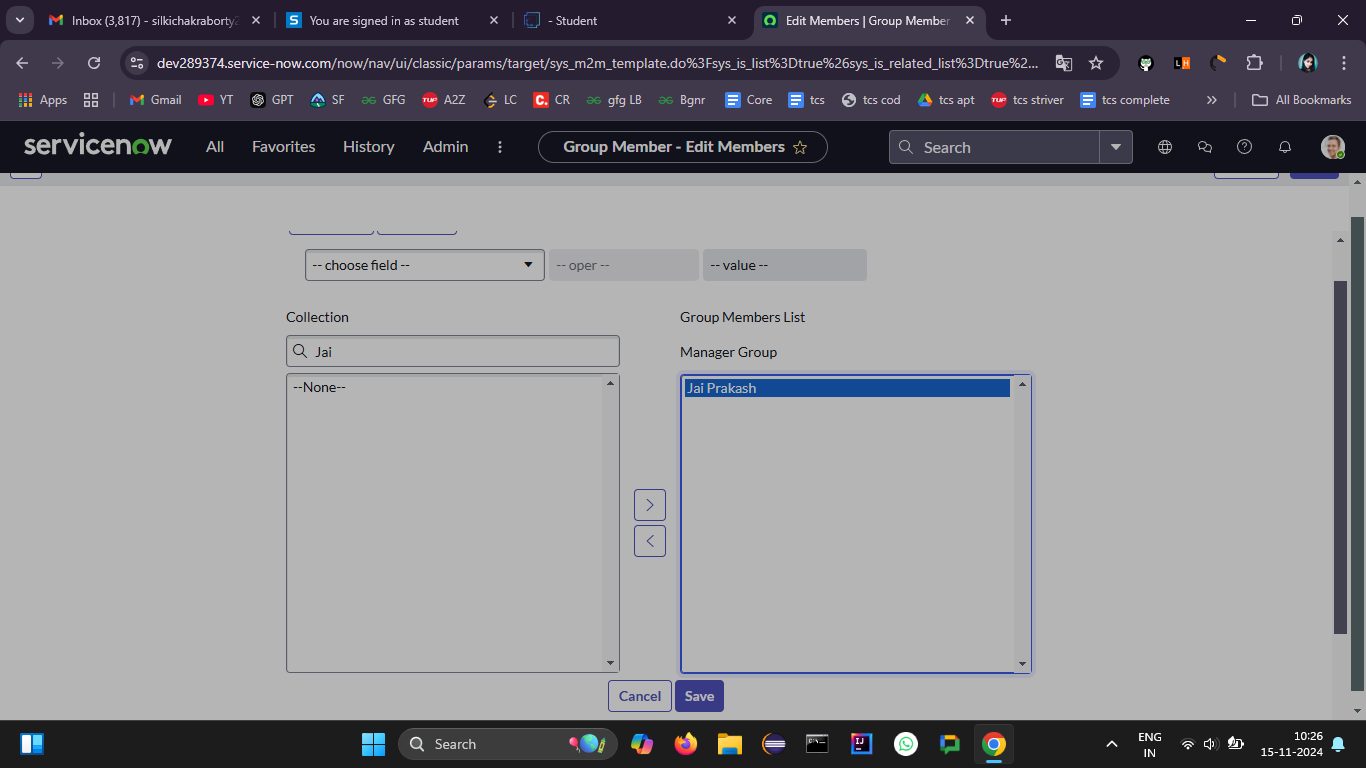 Inbox (3,817) - silkichakraborty2
You are signed in as student
- Student
Edit Members | Group Member
dev289374.service-now.com/now/nav/ui/classic/params/target/sys_m2m_template.do%3Fsys_is_list%3Dtrue%26sys_is_related_list%3Dtrue%2...
Apps
Gmail
YT
GPT
SF
GFG
A2Z
LC
CR
gfg LB
Bgnr
Core
tcs
tcs cod
tcs apt
tcs striver
tcs complete
All Bookmarks
servicenow
All
Favorites
History
Admin
Group Member - Edit Members
Search
-- choose field --
-- oper --
-- value --
Collection
Group Members List
Jai
Manager Group
--None--
Jai Prakash
Cancel
Save
Search
ENG
IN
10:26
15-11-2024